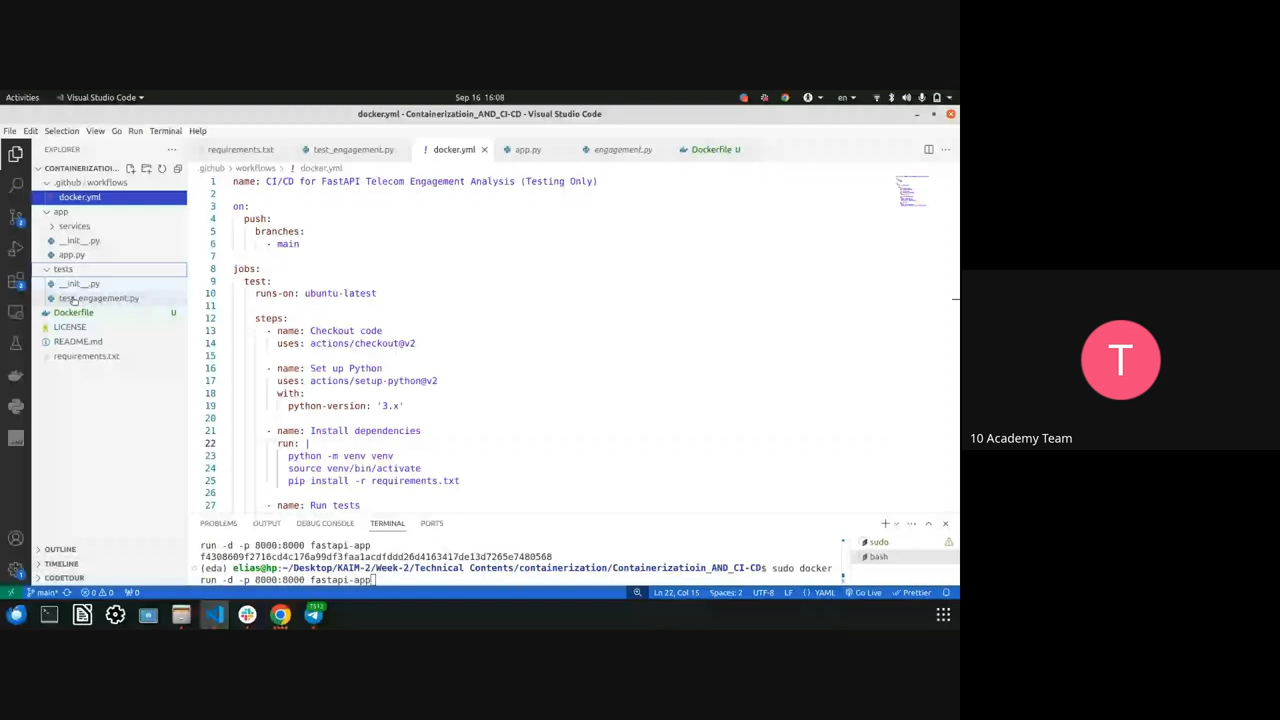 Activities
Visual Studio Code
Sep 16 16:08
en
docker.yml - Containerizatioin_AND_CI-CD - Visual Studio Code
File Edit Selection View Go Run Terminal Help
EXPLORER
requirements.txt
test_engagement.py
docker.yml
app.py
engagement.py
Dockerfile U
CONTAINERIZATIOI...
.github > workflows > ! docker.yml
.github / workflows
docker.yml
app
services
__init__.py
app.py
tests
__init__.py
test_engagement.py
Dockerfile U
LICENSE
README.md
requirements.txt
OUTLINE
TIMELINE
CODETOUR
1 name: CI/CD for FastAPI Telecom Engagement Analysis (Testing Only)
2
3 on:
4 push:
5 branches:
6 - main
7
8 jobs:
9 test:
10 runs-on: ubuntu-latest
11
12 steps:
13 - name: Checkout code
14 uses: actions/checkout@v2
15
16 - name: Set up Python
17 uses: actions/setup-python@v2
18 with:
19 python-version: '3.x'
20
21 - name: Install dependencies
22 run: |
23 python -m venv venv
24 source venv/bin/activate
25 pip install -r requirements.txt
26
27 - name: Run tests
PROBLEMS OUTPUT DEBUG CONSOLE TERMINAL PORTS
run -d -p 8000:8000 fastapi-app
f4308609f2716cd4c176a99df3faa1acdfddd26d4163417de13d7265e7480568
(eda) elias@hp:~/Desktop/KAIM-2/Week-2/Technical Contents/containerization/Containerizatioin_AND_CI-CD$ sudo docker
run -d -p 8000:8000 fastapi-app
sudo
bash
main* 0 0 0
Ln 22, Col 15 Spaces: 2 UTF-8 LF YAML Go Live Prettier
T
10 Academy Team